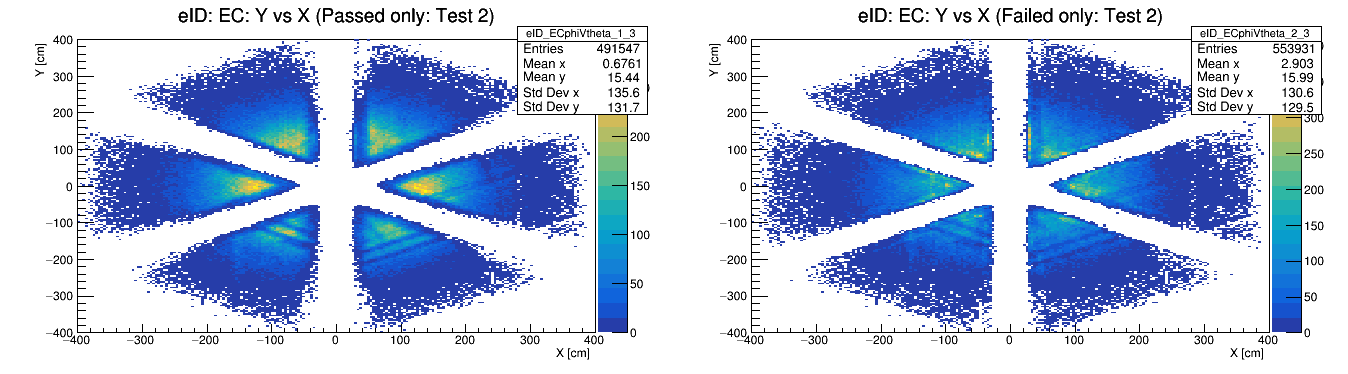 eID: EC: Y vs X (Passed only: Test 2)
eID_ECphiVtheta_1_3
Entries 491547
Mean x 0.6761
Mean y 15.44
Std Dev x 135.6
Std Dev y 131.7
Y [cm]
400
300
200
100
0
−100
−200
−300
−400
−400 −300 −200 −100 0 100 200 300 400
X [cm]
200
150
100
50
0
eID: EC: Y vs X (Failed only: Test 2)
eID_ECphiVtheta_2_3
Entries 553931
Mean x 2.903
Mean y 15.99
Std Dev x 130.6
Std Dev y 129.5
Y [cm]
400
300
200
100
0
−100
−200
−300
−400
−400 −300 −200 −100 0 100 200 300 400
X [cm]
300
250
200
150
100
50
0